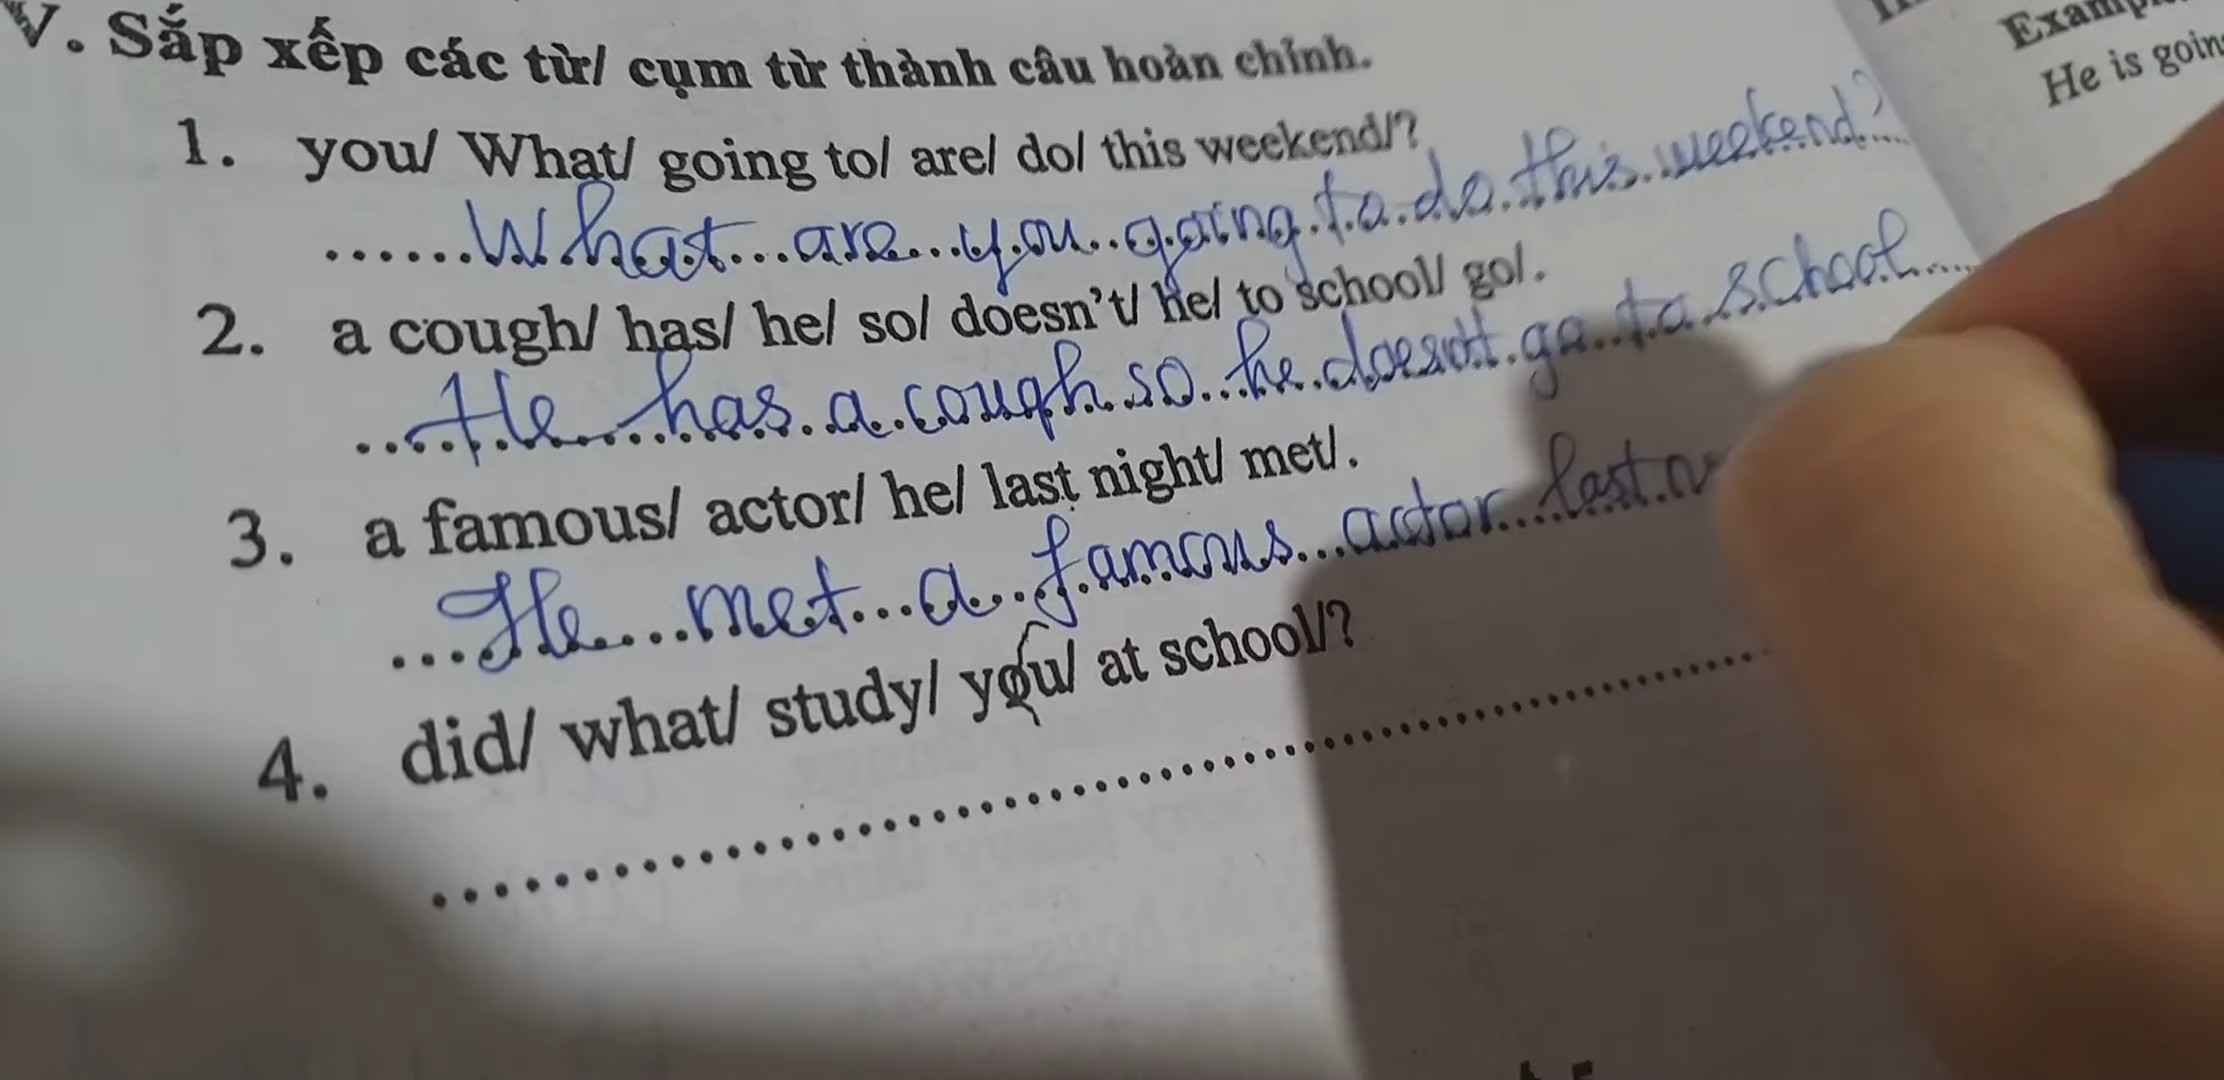 V. Sắp xếp các từ/ cụm từ thành câu hoàn chỉnh.
1. you/ What/ going to/ are/ do/ this weekend/?
What are you going to do this weekend?
2. a cough/ has/ he/ so/ doesn't/ he/ to school/ go/.
He has a cough so he doesn't go to school
3. a famous/ actor/ he/ last night/ met/.
He met a famous actor last
4. did/ what/ study/ you/ at school/?
He is